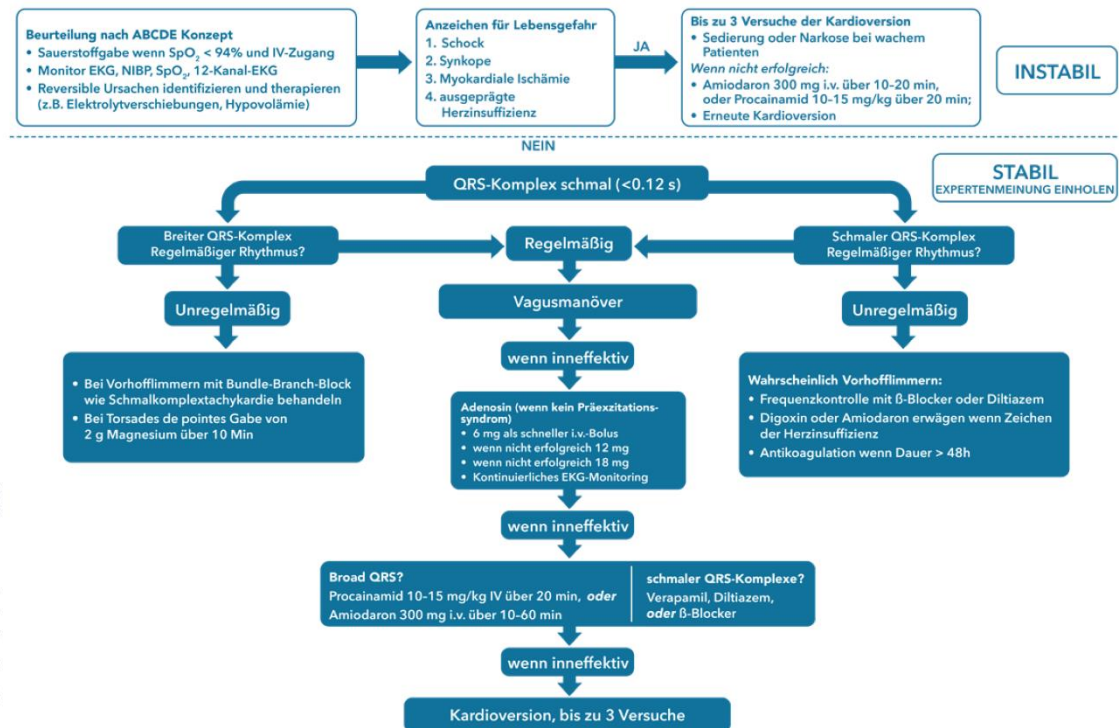 Beurteilung nach ABCDE Konzept
• Sauerstoffgabe wenn SpO₂ < 94% und IV-Zugang
• Monitor EKG, NIBP, SpO₂, 12-Kanal-EKG
• Reversible Ursachen identifizieren und therapieren
(z.B. Elektrolytverschiebungen, Hypovolämie)
Anzeichen für Lebensgefahr
1. Schock
2. Synkope
3. Myokardiale Ischämie
4. ausgeprägte
Herzinsuffizienz
JA
Bis zu 3 Versuche der Kardioversion
• Sedierung oder Narkose bei wachem
Patienten
Wenn nicht erfolgreich:
• Amiodaron 300 mg i.v. über 10–20 min,
oder Procainamid 10–15 mg/kg über 20 min;
• Erneute Kardioversion
INSTABIL
NEIN
STABIL
EXPERTENMEINUNG EINHOLEN
QRS-Komplex schmal (<0.12 s)
Breiter QRS-Komplex
Regelmäßiger Rhythmus?
Regelmäßig
Schmaler QRS-Komplex
Regelmäßiger Rhythmus?
Unregelmäßig
Vagusmanöver
Unregelmäßig
wenn inneffektiv
• Bei Vorhofflimmern mit Bundle-Branch-Block
wie Schmalkomplextachykardie behandeln
• Bei Torsades de pointes Gabe von
2 g Magnesium über 10 Min
Adenosin (wenn kein Präexzitations-
syndrom)
• 6 mg als schneller i.v.-Bolus
• wenn nicht erfolgreich 12 mg
• wenn nicht erfolgreich 18 mg
• Kontinuierliches EKG-Monitoring
Wahrscheinlich Vorhofflimmern:
• Frequenzkontrolle mit ß-Blocker oder Diltiazem
• Digoxin oder Amiodaron erwägen wenn Zeichen
der Herzinsuffizienz
• Antikoagulation wenn Dauer > 48h
wenn inneffektiv
Broad QRS?
Procainamid 10–15 mg/kg IV über 20 min, oder
Amiodaron 300 mg i.v. über 10–60 min
schmaler QRS-Komplexe?
Verapamil, Diltiazem,
oder ß-Blocker
wenn inneffektiv
Kardioversion, bis zu 3 Versuche